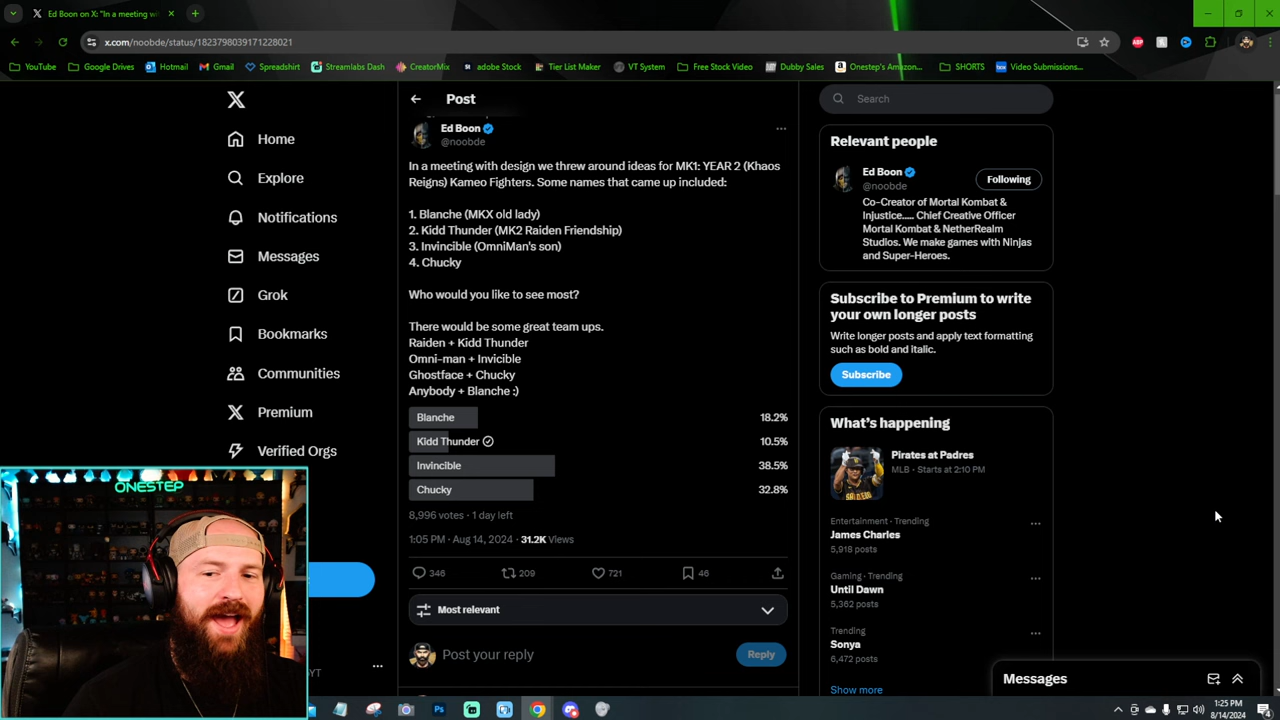 Ed Boon on X: "In a meeting wi
x.com/noobde/status/1823798039171228021
YouTube
Google Drives
Hotmail
Gmail
Spreadshirt
Streamlabs Dash
CreatorMix
St adobe Stock
Tier List Maker
VT System
Free Stock Video
Dubby Sales
Onestep's Amazon...
SHORTS
Video Submissions...
Home
Explore
Notifications
Messages
Grok
Bookmarks
Communities
Premium
Verified Orgs
Post
Ed Boon
@noobde
In a meeting with design we threw around ideas for MK1: YEAR 2 (Khaos
Reigns) Kameo Fighters. Some names that came up included:
1. Blanche (MKX old lady)
2. Kidd Thunder (MK2 Raiden Friendship)
3. Invincible (OmniMan's son)
4. Chucky
Who would you like to see most?
There would be some great team ups.
Raiden + Kidd Thunder
Omni-man + Invicible
Ghostface + Chucky
Anybody + Blanche :)
Blanche 18.2%
Kidd Thunder 10.5%
Invincible 38.5%
Chucky 32.8%
8,996 votes · 1 day left
1:05 PM · Aug 14, 2024 · 31.2K Views
346 209 721 46
Most relevant
Post your reply Reply
Search
Relevant people
Ed Boon
@noobde
Following
Co-Creator of Mortal Kombat &
Injustice..... Chief Creative Officer
Mortal Kombat & NetherRealm
Studios. We make games with Ninjas
and Super-Heroes.
Subscribe to Premium to write
your own longer posts
Write longer posts and apply text formatting
such as bold and italic.
Subscribe
What's happening
Pirates at Padres
MLB · Starts at 2:10 PM
Entertainment · Trending
James Charles
5,918 posts
Gaming · Trending
Until Dawn
5,362 posts
Trending
Sonya
6,472 posts
Show more
Messages
ONESTEP
YT
1:25 PM
8/14/2024